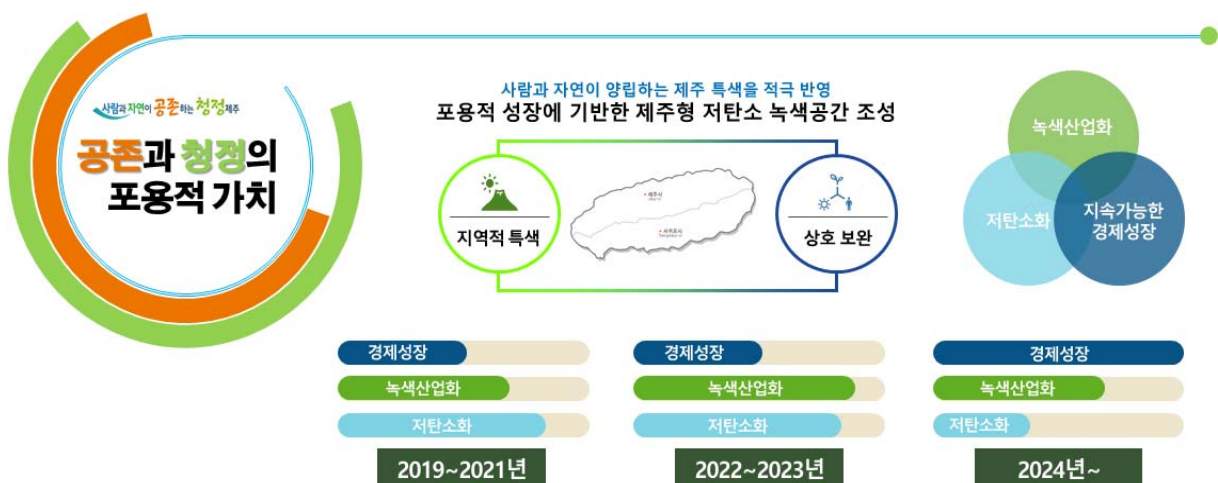 사람과 자연이 공존하는 청정제주
공존과 청정의
포용적 가치
사람과 자연이 양립하는 제주 특색을 적극 반영
포용적 성장에 기반한 제주형 저탄소 녹색공간 조성
지역적 특색
제주시
서귀포시
상호 보완
녹색산업화
저탄소화
지속가능한
경제성장
경제성장
녹색산업화
저탄소화
2019~2021년
경제성장
녹색산업화
저탄소화
2022~2023년
경제성장
녹색산업화
저탄소화
2024년~